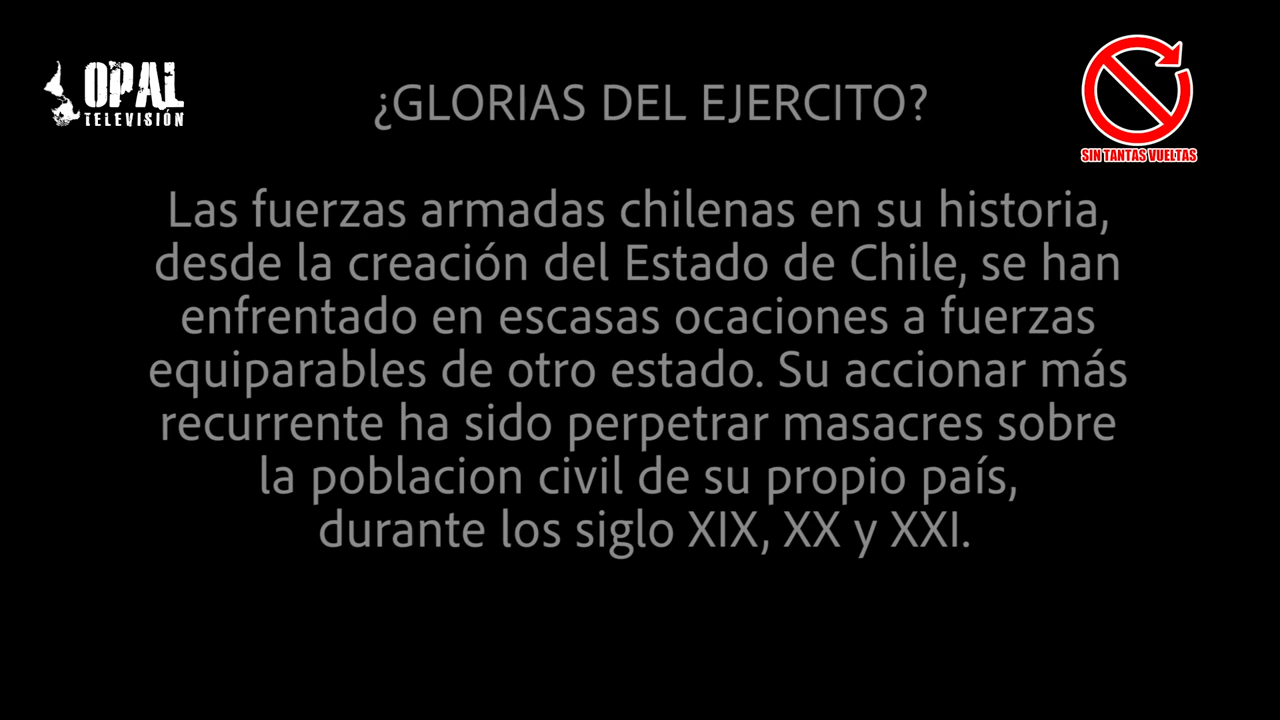 OPAL
TELEVISIÓN
¿GLORIAS DEL EJERCITO?
SIN TANTAS VUELTAS
Las fuerzas armadas chilenas en su historia,
desde la creación del Estado de Chile, se han
enfrentado en escasas ocaciones a fuerzas
equiparables de otro estado. Su accionar más
recurrente ha sido perpetrar masacres sobre
la poblacion civil de su propio país,
durante los siglo XIX, XX y XXI.